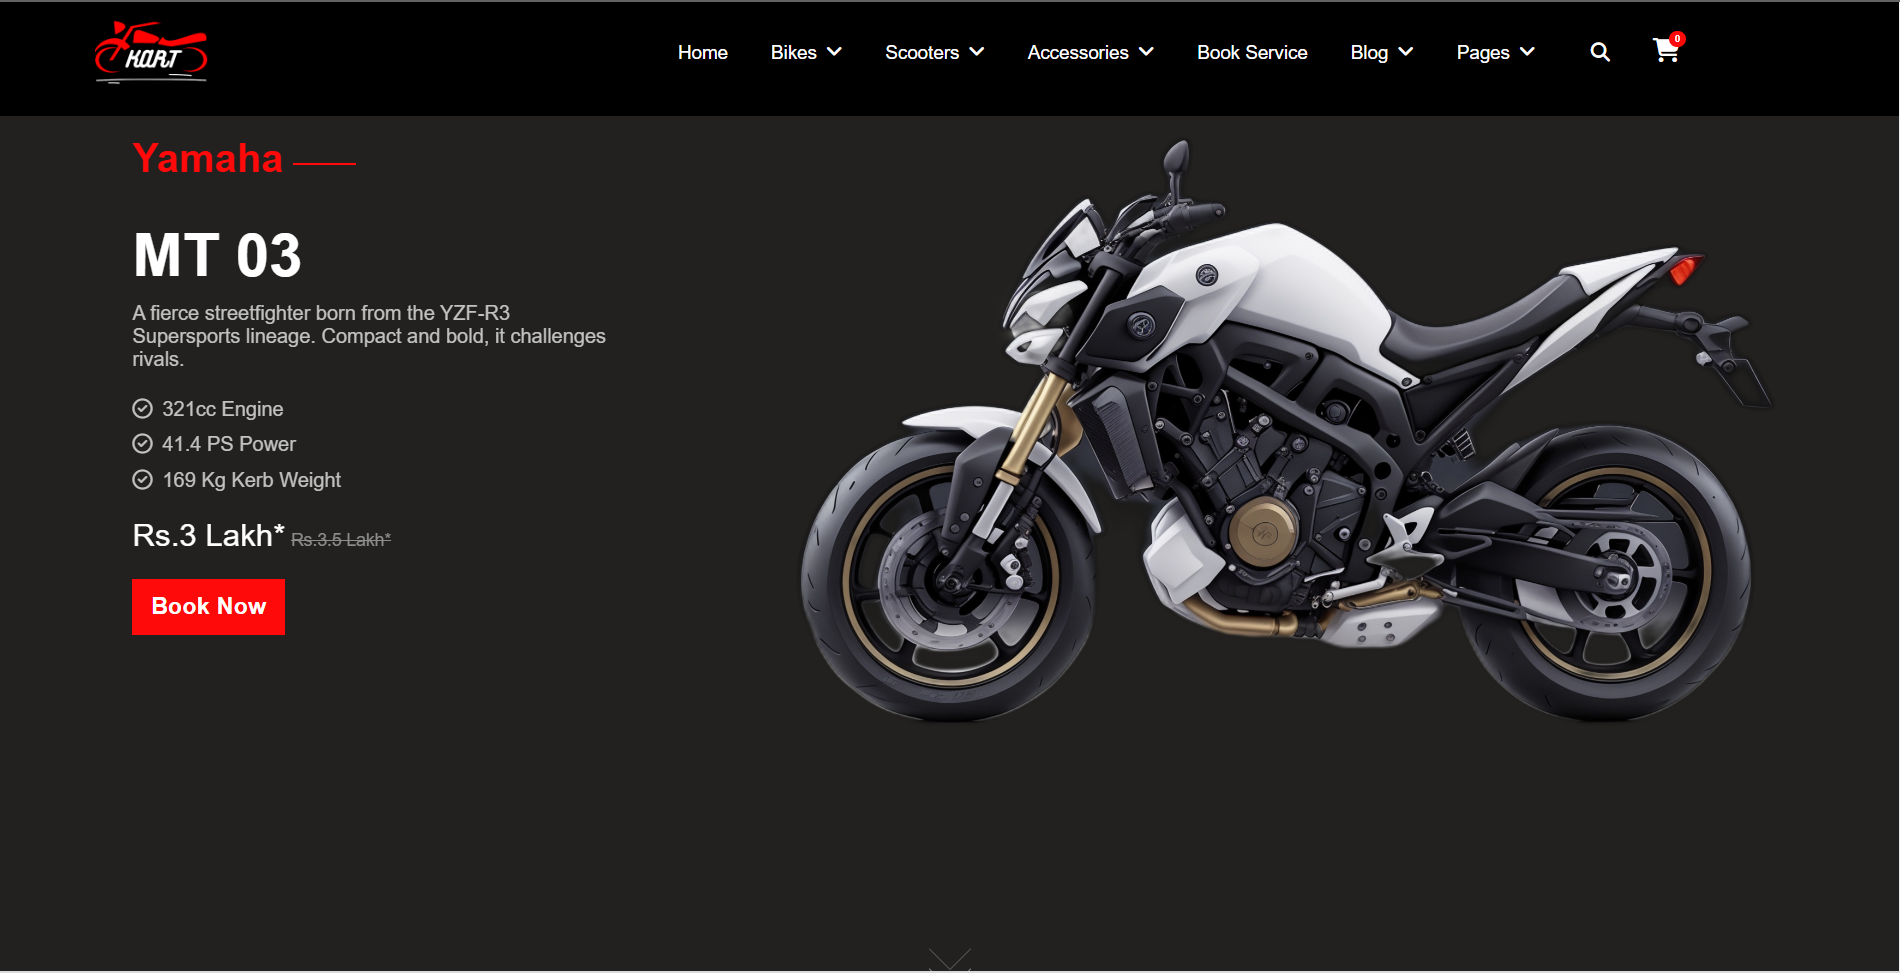 KART
Home Bikes Scooters Accessories Book Service Blog Pages 0
Yamaha
MT 03
A fierce streetfighter born from the YZF-R3
Supersports lineage. Compact and bold, it challenges
rivals.
321cc Engine
41.4 PS Power
169 Kg Kerb Weight
Rs.3 Lakh* Rs.3.5 Lakh*
Book Now